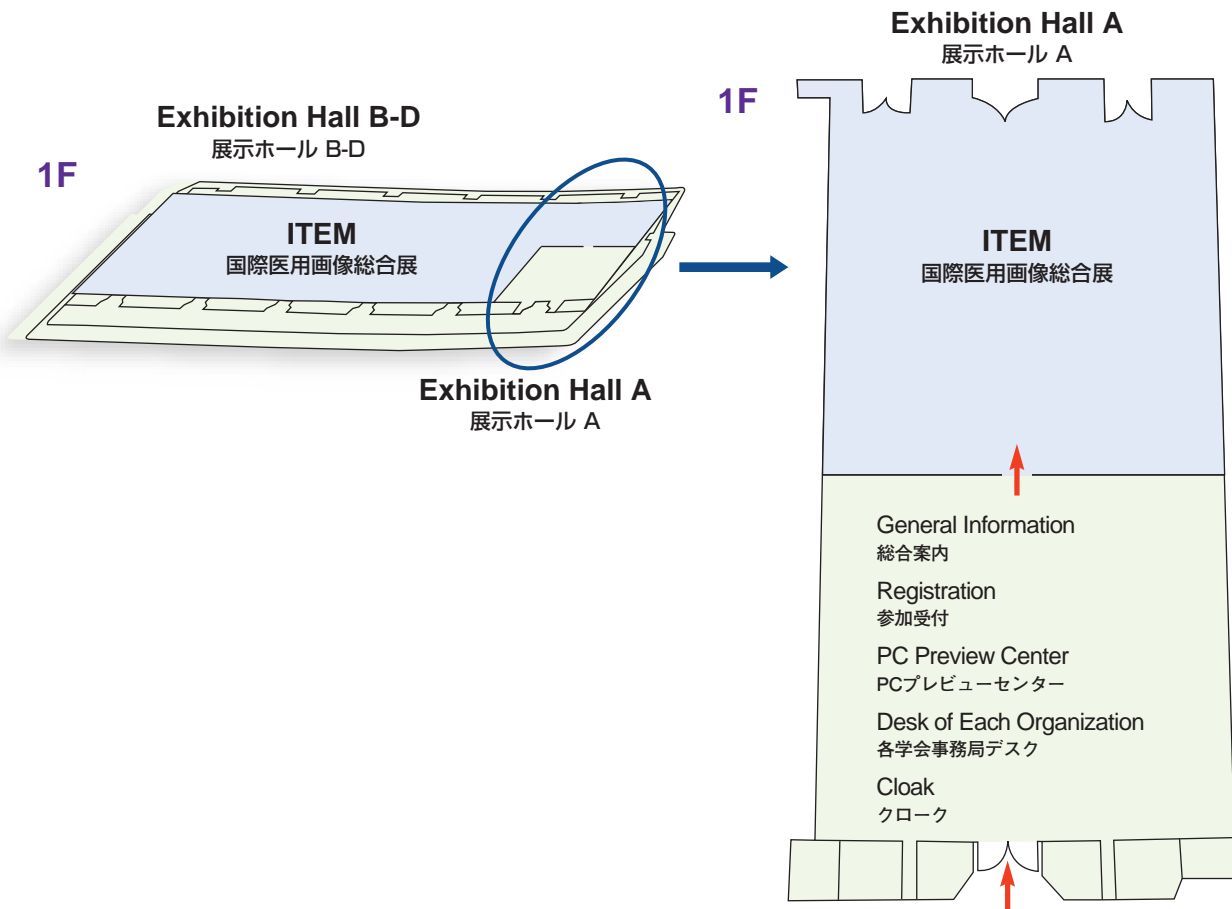 Exhibition Hall B-D
展示ホール B-D
1F
ITEM
国際医用画像総合展
Exhibition Hall A
展示ホール A
Exhibition Hall A
展示ホール A
1F
ITEM
国際医用画像総合展
General Information
総合案内
Registration
参加受付
PC Preview Center
PCプレビューセンター
Desk of Each Organization
各学会事務局デスク
Cloak
クローク